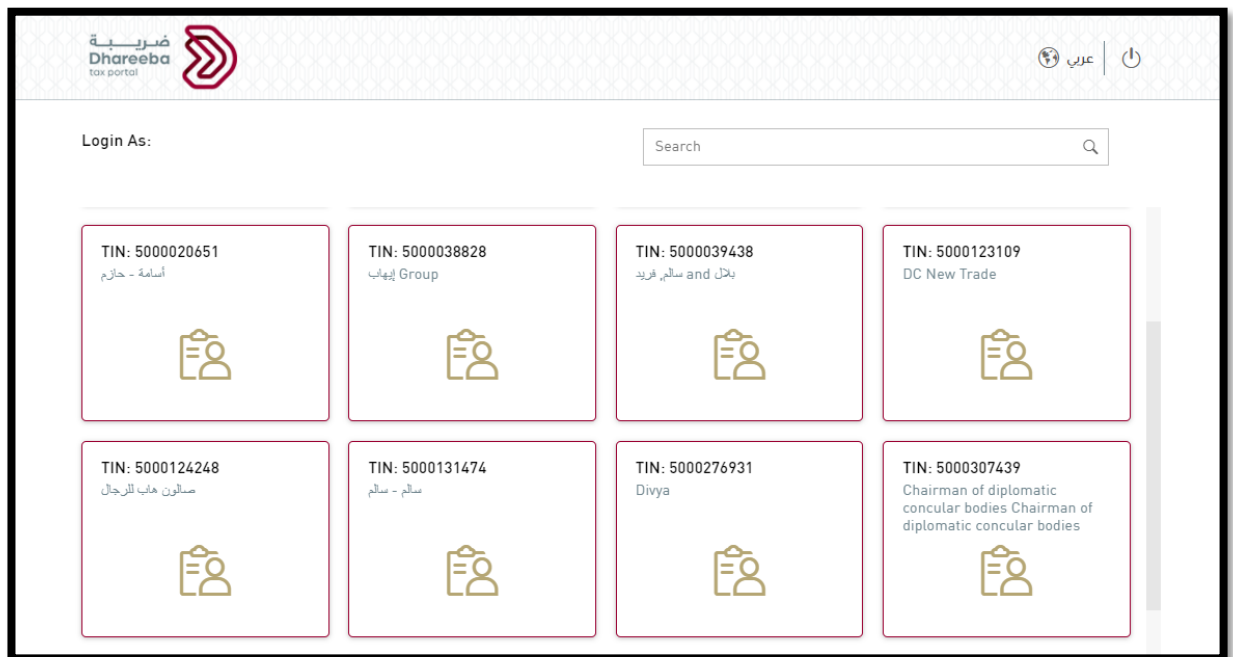 ضريبة
Dhareeba
tax portal
عربي
Login As:
Search
TIN: 5000020651
أسامة - حازم
TIN: 5000038828
إيهاب Group
TIN: 5000039438
بلال and سالم, فريد
TIN: 5000123109
DC New Trade
TIN: 5000124248
صالون هاب للرجال
TIN: 5000131474
سالم - سالم
TIN: 5000276931
Divya
TIN: 5000307439
Chairman of diplomatic
concular bodies Chairman of
diplomatic concular bodies